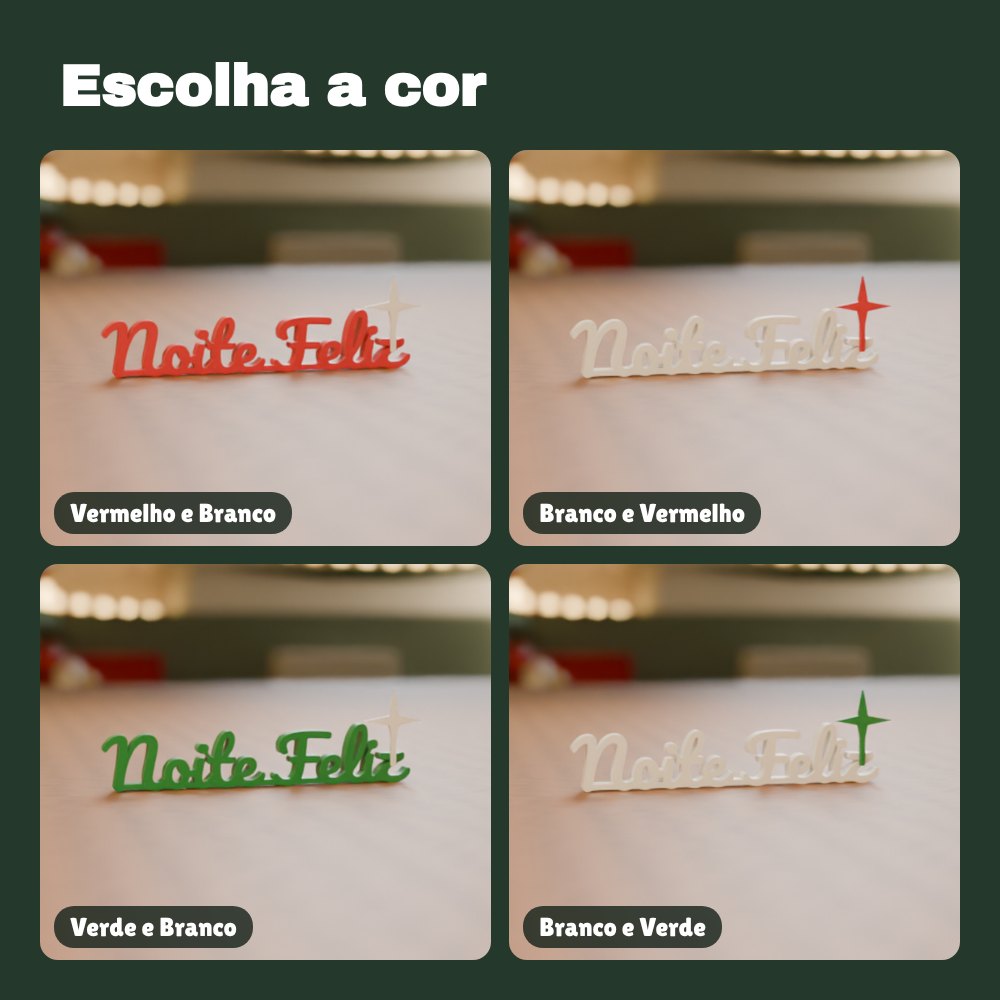 Escolha a cor
Noite Feliz
Noite Feliz
Vermelho e Branco
Branco e Vermelho
Noite Feliz
Noite Feliz
Verde e Branco
Branco e Verde